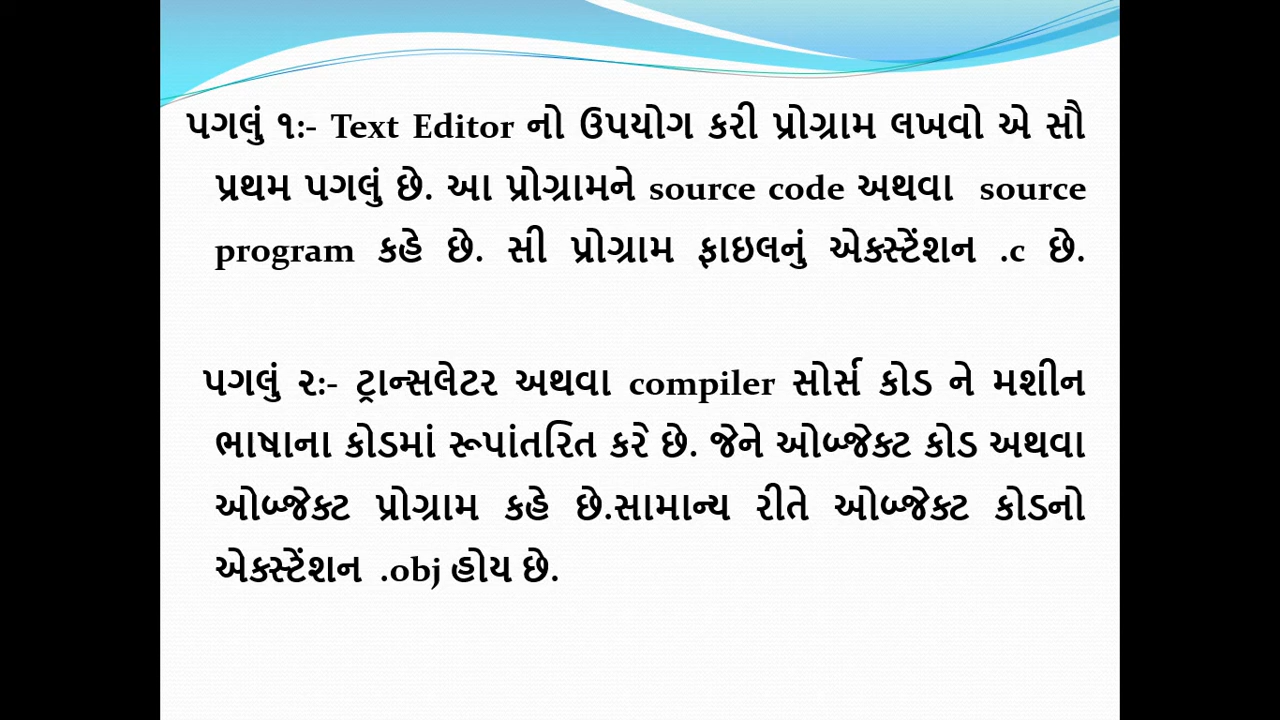 પગલું ૧:- Text Editor નો ઉપયોગ કરી પ્રોગ્રામ લખવો એ સૌ
પ્રથમ પગલું છે. આ પ્રોગ્રામને source code અથવા source
program કહે છે. સી પ્રોગ્રામ ફાઇલનું એક્સ્ટેંશન .c છે.
પગલું ૨:- ટ્રાન્સલેટર અથવા compiler સોર્સ કોડ ને મશીન
ભાષાના કોડમાં રૂપાંતરિત કરે છે. જેને ઓબ્જેક્ટ કોડ અથવા
ઓબ્જેક્ટ પ્રોગ્રામ કહે છે.સામાન્ય રીતે ઓબ્જેક્ટ કોડનો
એક્સ્ટેંશન .obj હોય છે.